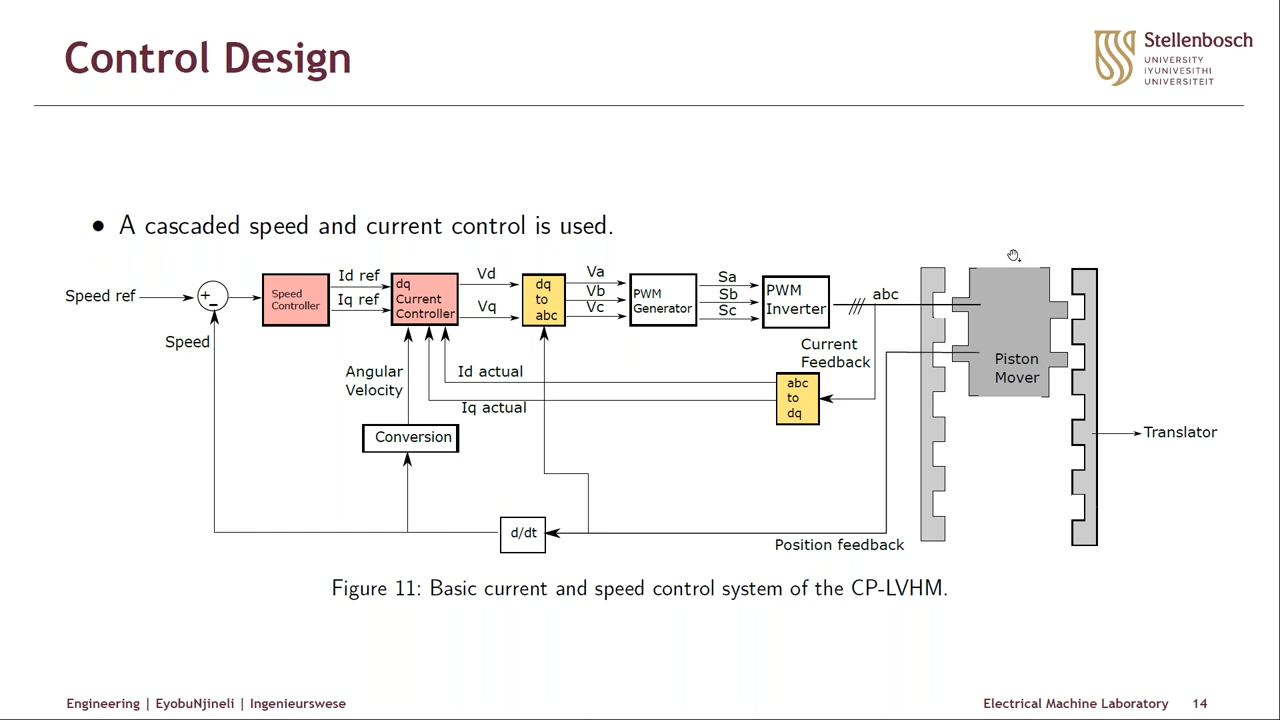 Control Design
Stellenbosch
UNIVERSITY
IYUNIVESITHI
UNIVERSITEIT
● A cascaded speed and current control is used.
Speed ref
+
−
Speed
Speed
Controller
Id ref
Iq ref
dq
Current
Controller
Vd
Vq
dq
to
abc
Va
Vb
Vc
PWM
Generator
Sa
Sb
Sc
PWM
Inverter
abc
Current
Feedback
Piston
Mover
Angular
Velocity
Id actual
Iq actual
abc
to
dq
Conversion
Translator
d/dt
Position feedback
Figure 11: Basic current and speed control system of the CP-LVHM.
Engineering | EyobuNjineli | Ingenieurswese
Electrical Machine Laboratory 14